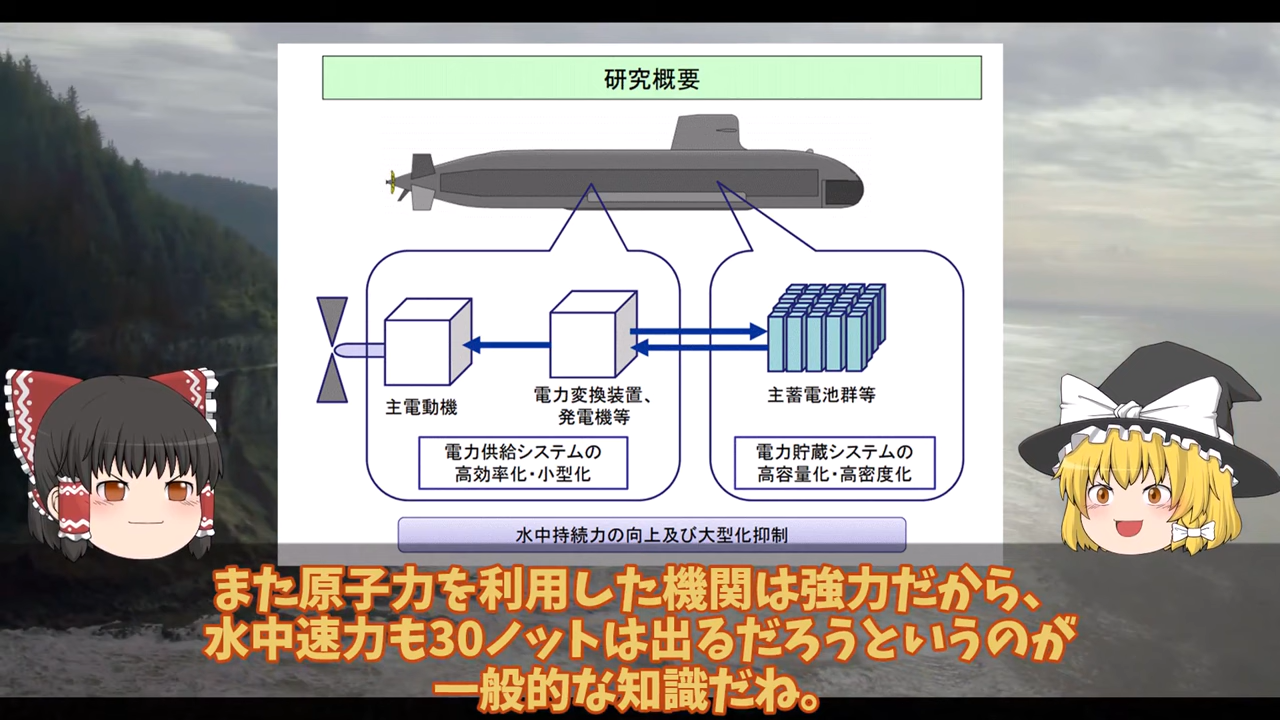 研究概要
主電動機
電力変換装置、
発電機等
主蓄電池群等
電力供給システムの
高効率化・小型化
電力貯蔵システムの
高容量化・高密度化
水中持続力の向上及び大型化抑制
また原子力を利用した機関は強力だから、
水中速力も30ノットは出るだろうというのが
一般的な知識だね。